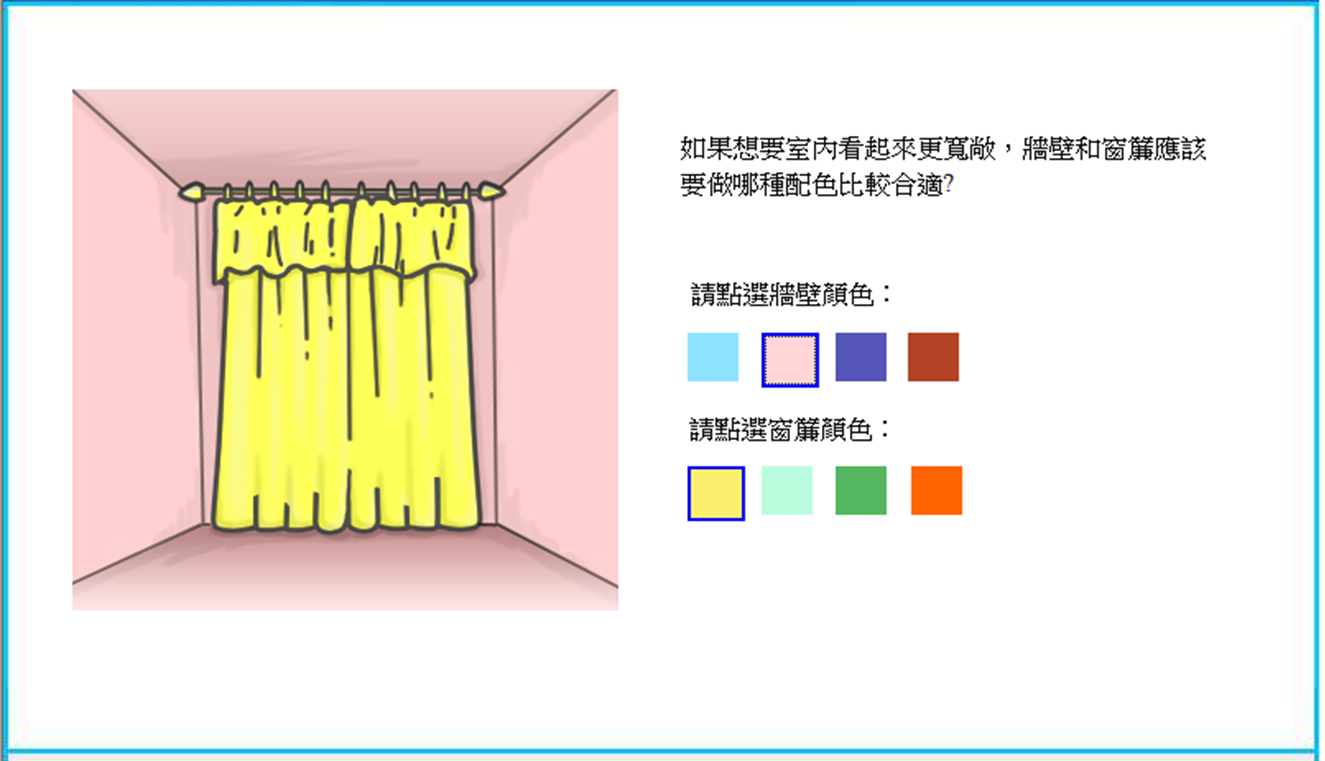 如果想要室內看起來更寬敞，牆壁和窗簾應該
要做哪種配色比較合適?
請點選牆壁顏色：
請點選窗簾顏色：